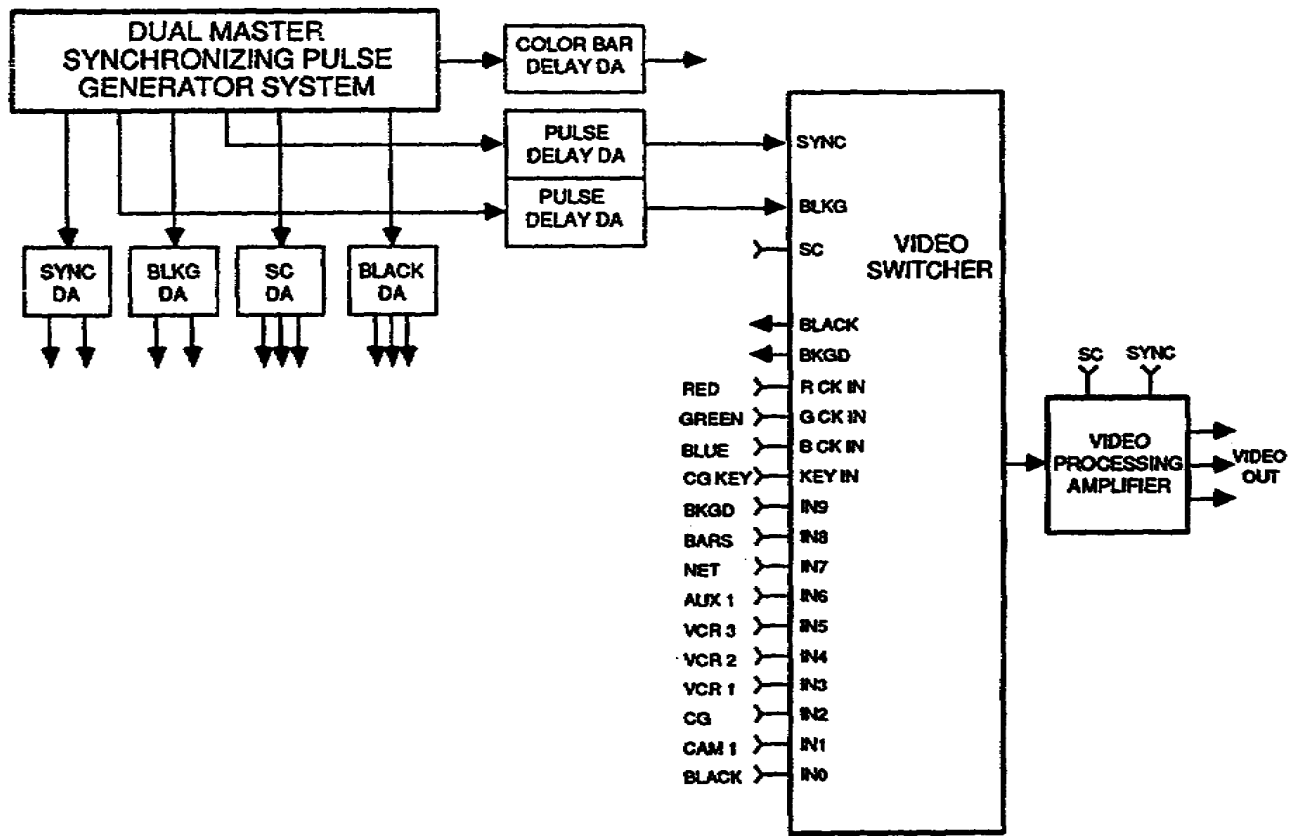 DUAL MASTER
SYNCHRONIZING PULSE
GENERATOR SYSTEM
COLOR BAR
DELAY DA
PULSE
DELAY DA
PULSE
DELAY DA
SYNC
DA
BLKG
DA
SC
DA
BLACK
DA
SYNC
BLKG
SC
VIDEO
SWITCHER
BLACK
BKGD
RED R CK IN
GREEN G CK IN
BLUE B CK IN
CG KEY KEY IN
BKGD IN9
BARS IN8
NET IN7
AUX 1 IN6
VCR 3 IN5
VCR 2 IN4
VCR 1 IN3
CG IN2
CAM 1 IN1
BLACK IN0
SC SYNC
VIDEO
PROCESSING
AMPLIFIER
VIDEO
OUT